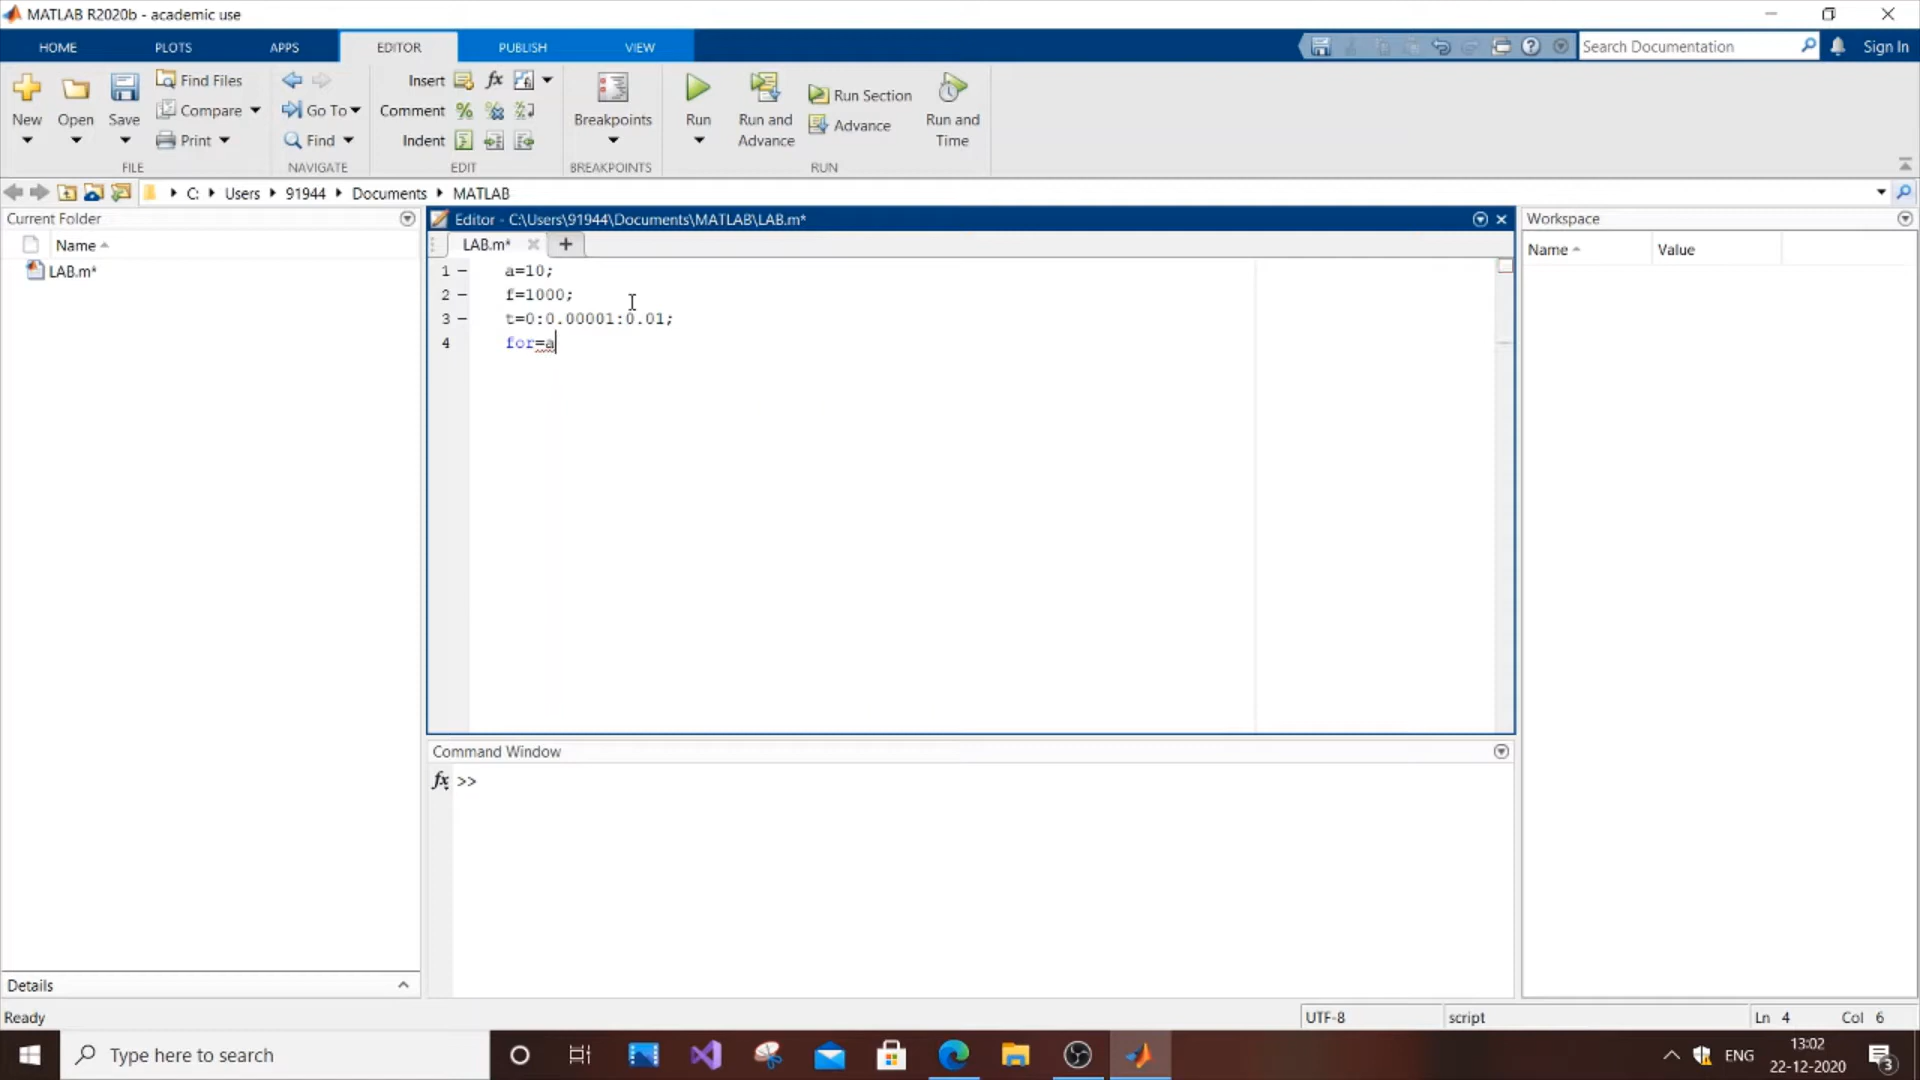 MATLAB R2020b - academic use
HOME PLOTS APPS EDITOR PUBLISH VIEW Search Documentation Sign In
Find Files Insert fx
Compare Go To Comment % Run Section
New Open Save Breakpoints Run Run and Advance Advance Run and Time
Print Find Indent
FILE NAVIGATE EDIT BREAKPOINTS RUN
C: Users 91944 Documents MATLAB
Current Folder
Name
LAB.m*
Details
Editor - C:\Users\91944\Documents\MATLAB\LAB.m*
LAB.m* +
1 - a=10;
2 - f=1000;
3 - t=0:0.00001:0.01;
4 for=a
Command Window
fx >>
Workspace
Name Value
Ready UTF-8 script Ln 4 Col 6
Type here to search ENG 13:02
22-12-2020 3